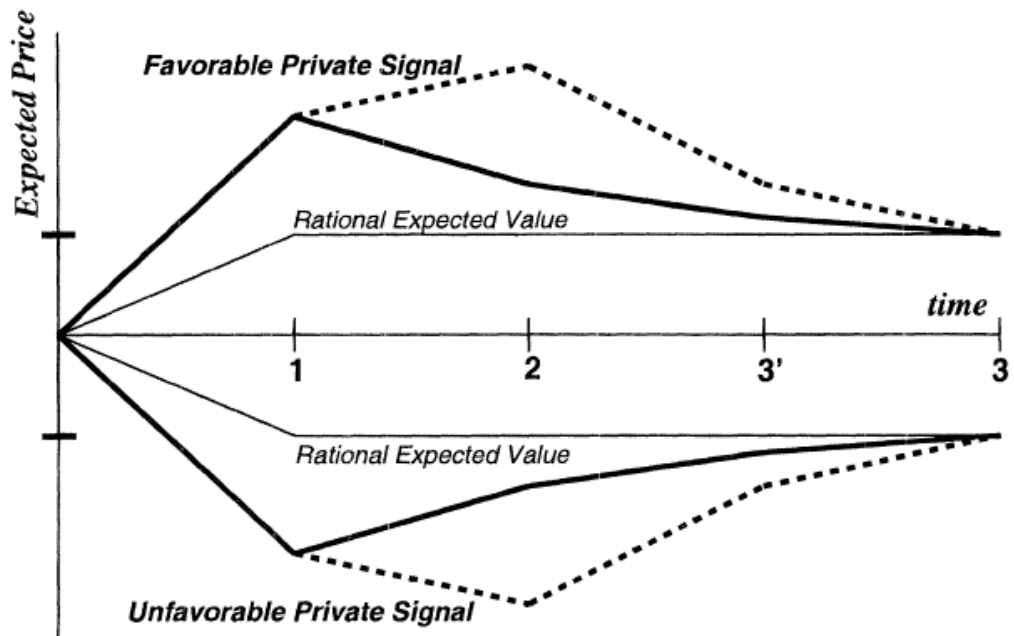 Expected Price
Favorable Private Signal
Rational Expected Value
time
1 2 3' 3
Rational Expected Value
Unfavorable Private Signal